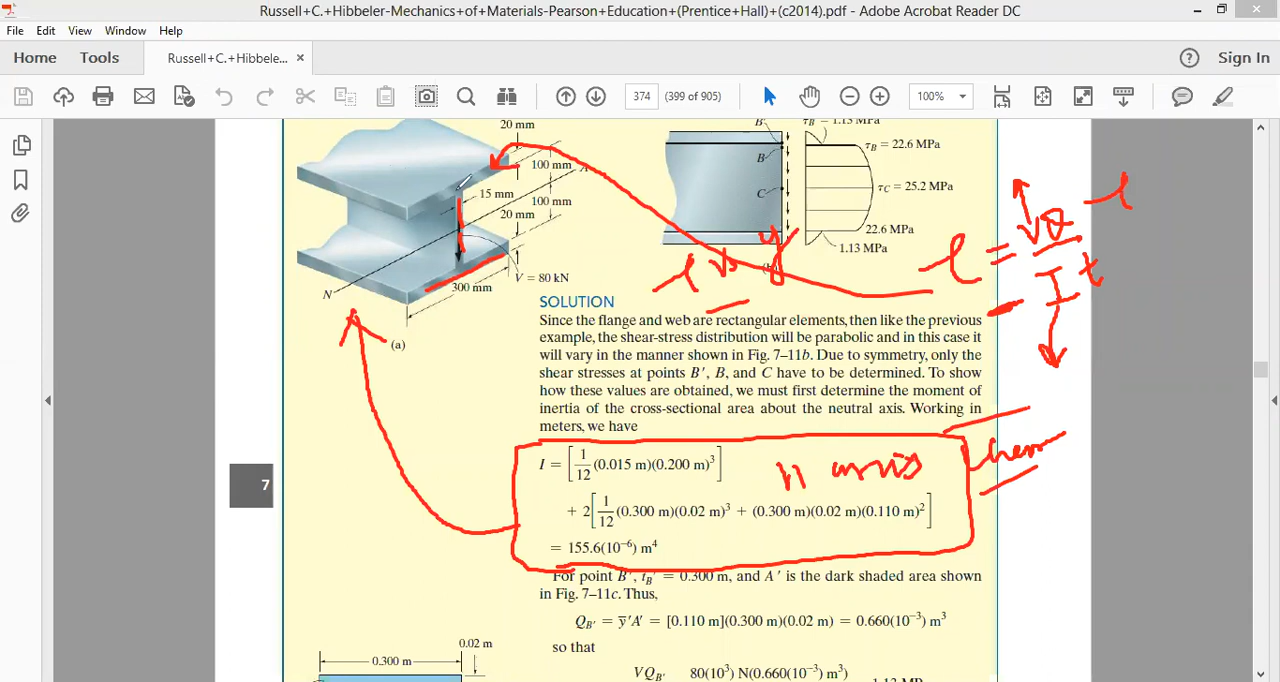 Russell+C.+Hibbeler-Mechanics+of+Materials-Pearson+Education+(Prentice+Hall)+(c2014).pdf - Adobe Acrobat Reader DC
File Edit View Window Help
Home Tools Russell+C.+Hibbele... × Sign In
374 (399 of 905) 100%
20 mm
100 mm
A
15 mm
100 mm
20 mm
V = 80 kN
300 mm
N
(a)
B'
B
C
τB' = 1.13 MPa
τB = 22.6 MPa
τC = 25.2 MPa
22.6 MPa
1.13 MPa
vs y
= VQ
I t
SOLUTION
Since the flange and web are rectangular elements, then like the previous
example, the shear-stress distribution will be parabolic and in this case it
will vary in the manner shown in Fig. 7–11b. Due to symmetry, only the
shear stresses at points B', B, and C have to be determined. To show
how these values are obtained, we must first determine the moment of
inertia of the cross-sectional area about the neutral axis. Working in
meters, we have
I = [1/12 (0.015 m)(0.200 m)³]
+ 2[1/12 (0.300 m)(0.02 m)³ + (0.300 m)(0.02 m)(0.110 m)²]
= 155.6(10⁻⁶) m⁴
7
For point B', tB' = 0.300 m, and A' is the dark shaded area shown
in Fig. 7–11c. Thus,
QB' = ȳ'A' = [0.110 m](0.300 m)(0.02 m) = 0.660(10⁻³) m³
so that
VQB' 80(10³) N(0.660(10⁻³) m³)
0.02 m
0.300 m